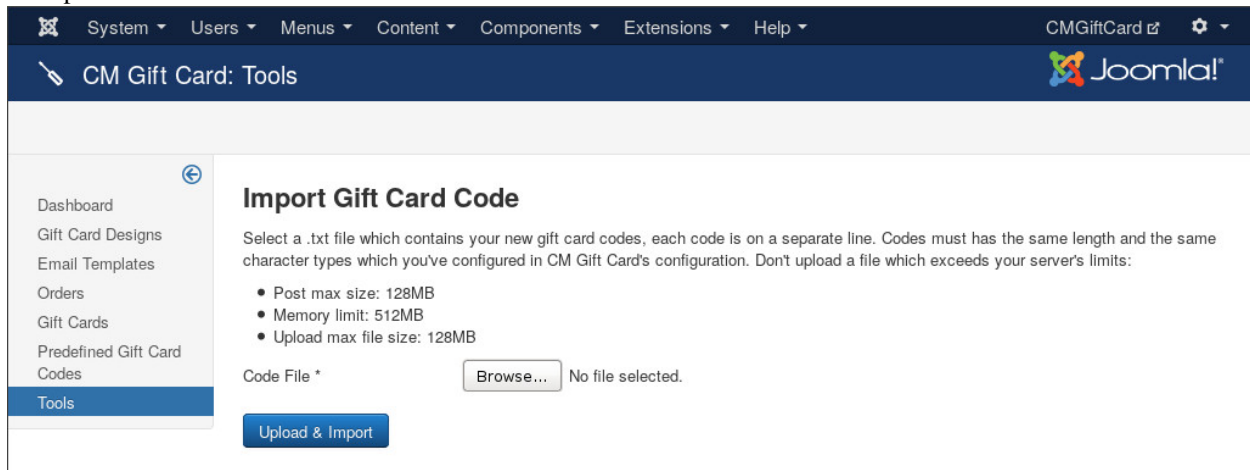 System Users Menus Content Components Extensions Help CMGiftCard
CM Gift Card: Tools
Joomla!
Dashboard
Gift Card Designs
Email Templates
Orders
Gift Cards
Predefined Gift Card
Codes
Tools
Import Gift Card Code
Select a .txt file which contains your new gift card codes, each code is on a separate line. Codes must has the same length and the same
character types which you've configured in CM Gift Card's configuration. Don't upload a file which exceeds your server's limits:
• Post max size: 128MB
• Memory limit: 512MB
• Upload max file size: 128MB
Code File * Browse... No file selected.
Upload & Import